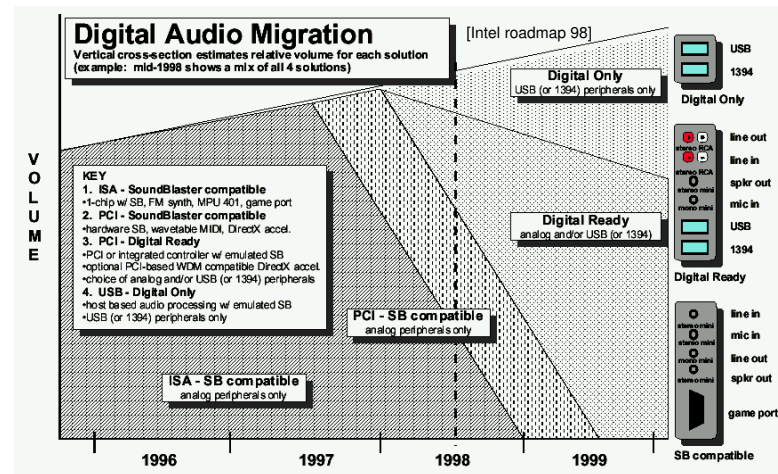 Digital Audio Migration
Vertical cross-section estimates relative volume for each solution
(example: mid-1998 shows a mix of all 4 solutions)
[Intel roadmap 98]
Digital Only
USB (or 1394) peripherals only
USB
1394
Digital Only
VOLUME
KEY
1. ISA - SoundBlaster compatible
•1-chip w/ SB, FM synth, MPU 401, game port
2. PCI - SoundBlaster compatible
•hardware SB, wavetable MIDI, DirectX accel.
3. PCI - Digital Ready
•PCI or integrated controller w/ emulated SB
•optional PCI-based WDM compatible DirectX accel.
•choice of analog and/or USB (or 1394) peripherals
4. USB - Digital Only
•host based audio processing w/ emulated SB
•USB (or 1394) peripherals only
Digital Ready
analog and/or USB (or 1394)
stereo RCA
line out
line in
stereo RCA
spkr out
stereo mini
mic in
mono mini
USB
1394
Digital Ready
PCI - SB compatible
analog peripherals only
ISA - SB compatible
analog peripherals only
line in
stereo mini
mic in
stereo mini
line out
mono mini
spkr out
stereo mini
game port
SB compatible
1996
1997
1998
1999